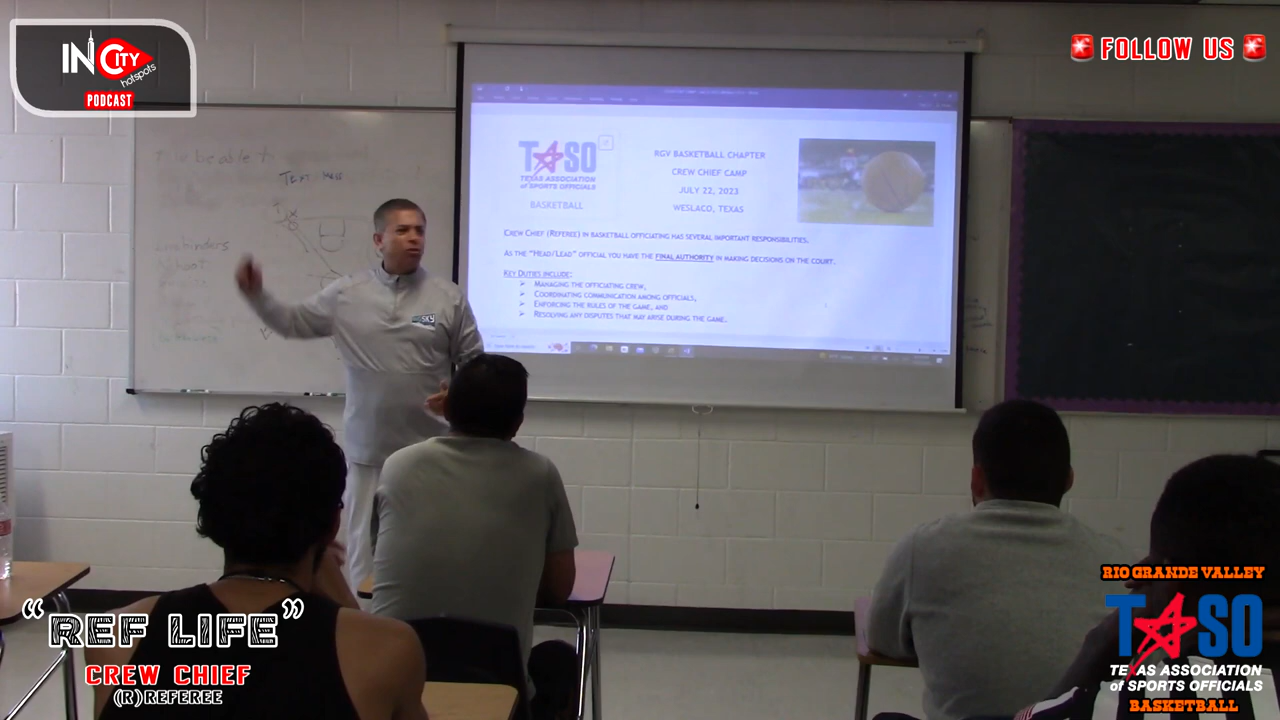 IN CITY
hotspots
PODCAST
🚨 FOLLOW US 🚨
TASO
TEXAS ASSOCIATION
of SPORTS OFFICIALS
BASKETBALL
RGV BASKETBALL CHAPTER
CREW CHIEF CAMP
JULY 22, 2023
WESLACO, TEXAS
CREW CHIEF (REFEREE) IN BASKETBALL OFFICIATING HAS SEVERAL IMPORTANT RESPONSIBILITIES.
AS THE "HEAD/LEAD" OFFICIAL YOU HAVE THE FINAL AUTHORITY IN MAKING DECISIONS ON THE COURT.
KEY DUTIES INCLUDE:
➢ MANAGING THE OFFICIATING CREW,
➢ COORDINATING COMMUNICATION AMONG OFFICIALS,
➢ ENFORCING THE RULES OF THE GAME, AND
➢ RESOLVING ANY DISPUTES THAT MAY ARISE DURING THE GAME.
be able to
SKY
“REF LIFE”
CREW CHIEF
(R)REFEREE
RIO GRANDE VALLEY
TASO
TEXAS ASSOCIATION
of SPORTS OFFICIALS
BASKETBALL